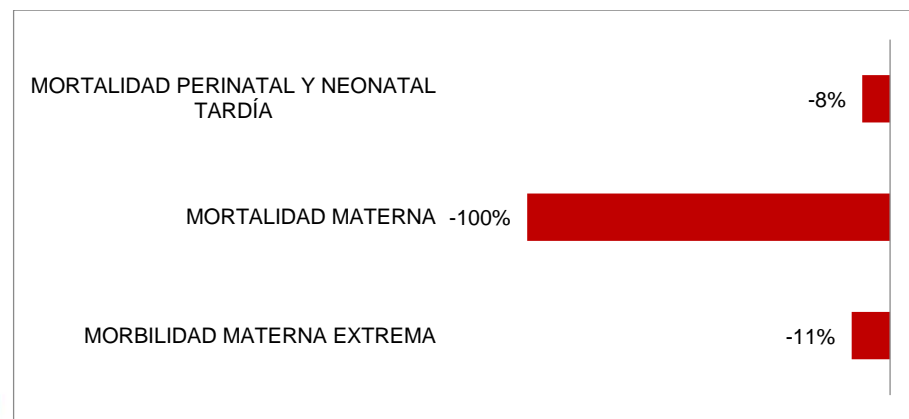 MORTALIDAD PERINATAL Y NEONATAL
TARDÍA
-8%
MORTALIDAD MATERNA
-100%
MORBILIDAD MATERNA EXTREMA
-11%